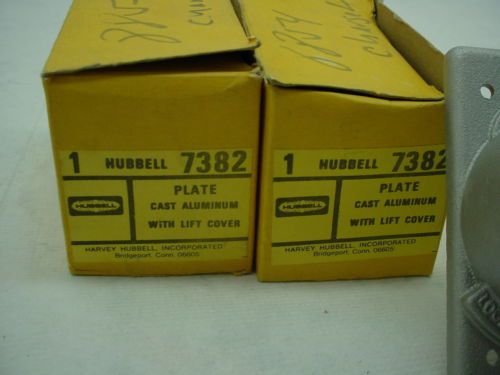 1 HUBBELL 7382
HUBBELL
PLATE
CAST ALUMINUM
WITH LIFT COVER
HARVEY HUBBELL, INCORPORATED
Bridgeport, Conn. 06605
1 HUBBELL 7382
HUBBELL
PLATE
CAST ALUMINUM
WITH LIFT COVER
HARVEY HUBBELL, INCORPORATED
Bridgeport, Conn. 06605